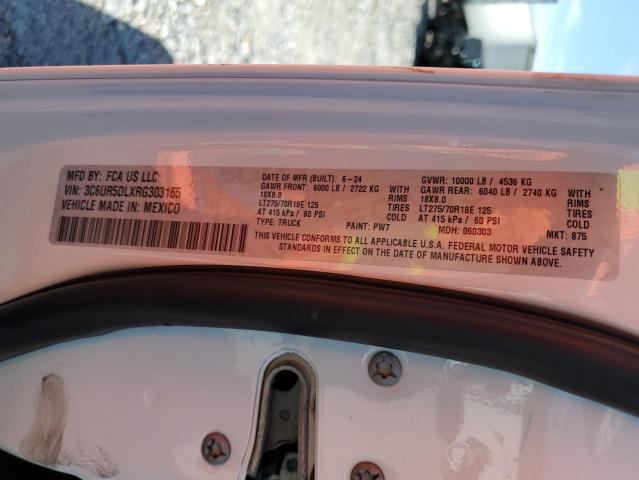 MFD BY: FCA US LLC
VIN: 3C6UR5DLXRG303165
VEHICLE MADE IN: MEXICO
DATE OF MFR (BUILT): 6-24
GAWR FRONT: 6000 LB / 2722 KG
18X8.0 WITH RIMS
LT275/70R18E 125 TIRES
AT 415 kPa / 60 PSI COLD
TYPE: TRUCK PAINT: PW7
GVWR: 10000 LB / 4536 KG
GAWR REAR: 6040 LB / 2740 KG
18X8.0 WITH RIMS
LT275/70R18E 125 TIRES
AT 415 kPa / 60 PSI COLD
MDH: 060303 MKT: 875
THIS VEHICLE CONFORMS TO ALL APPLICABLE U.S.A. FEDERAL MOTOR VEHICLE SAFETY
STANDARDS IN EFFECT ON THE DATE OF MANUFACTURE SHOWN ABOVE.